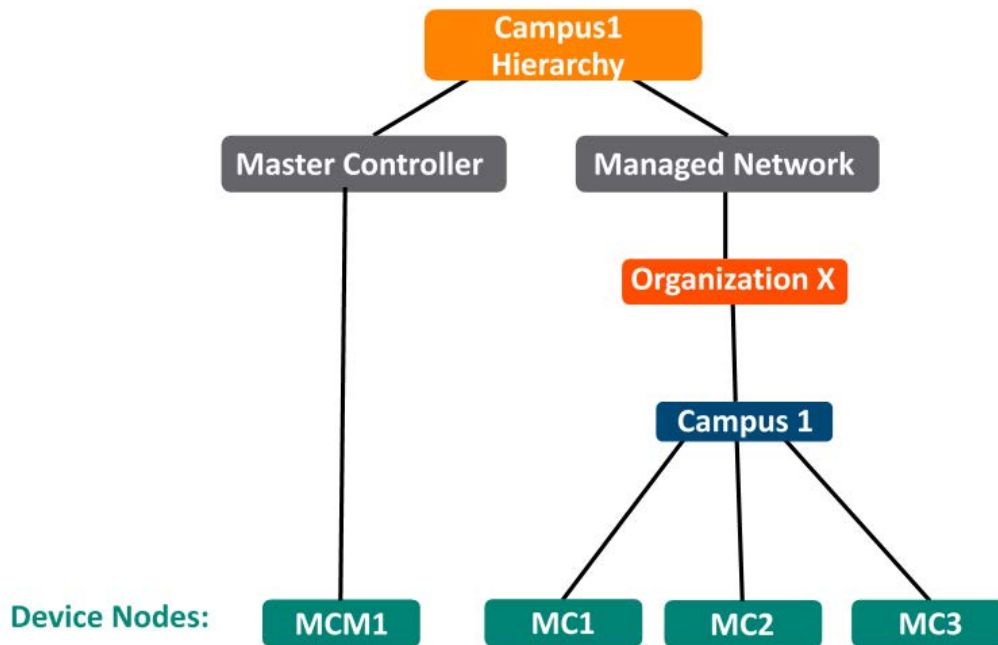 Campus1
Hierarchy
Master Controller
Managed Network
Organization X
Campus 1
Device Nodes:
MCM1
MC1
MC2
MC3